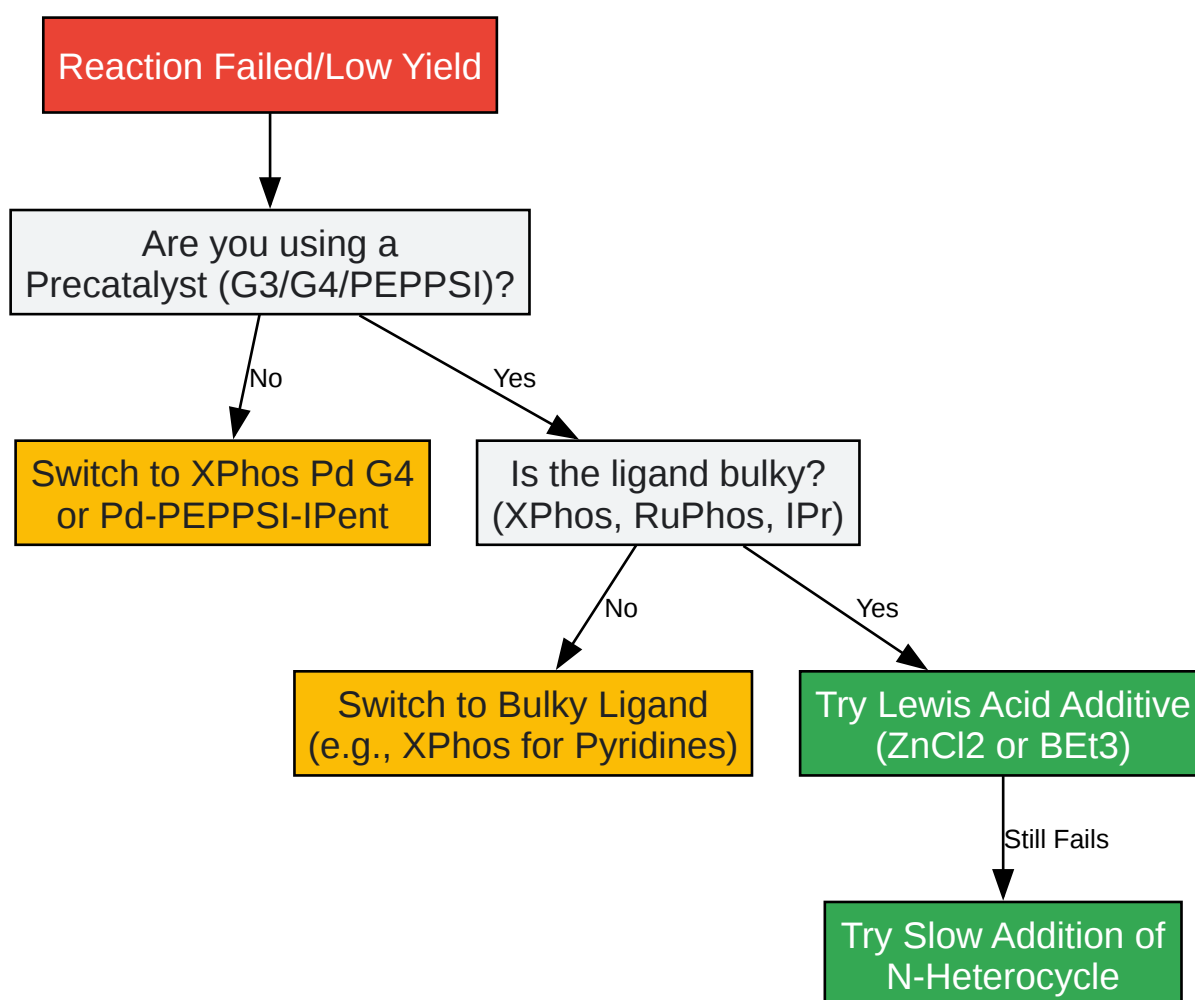 Reaction Failed/Low Yield
Are you using a
Precatalyst (G3/G4/PEPPSI)?
No
Yes
Switch to XPhos Pd G4
or Pd-PEPPSI-IPent
Is the ligand bulky?
(XPhos, RuPhos, IPr)
No
Yes
Switch to Bulky Ligand
(e.g., XPhos for Pyridines)
Try Lewis Acid Additive
(ZnCl2 or BEt3)
Still Fails
Try Slow Addition of
N-Heterocycle